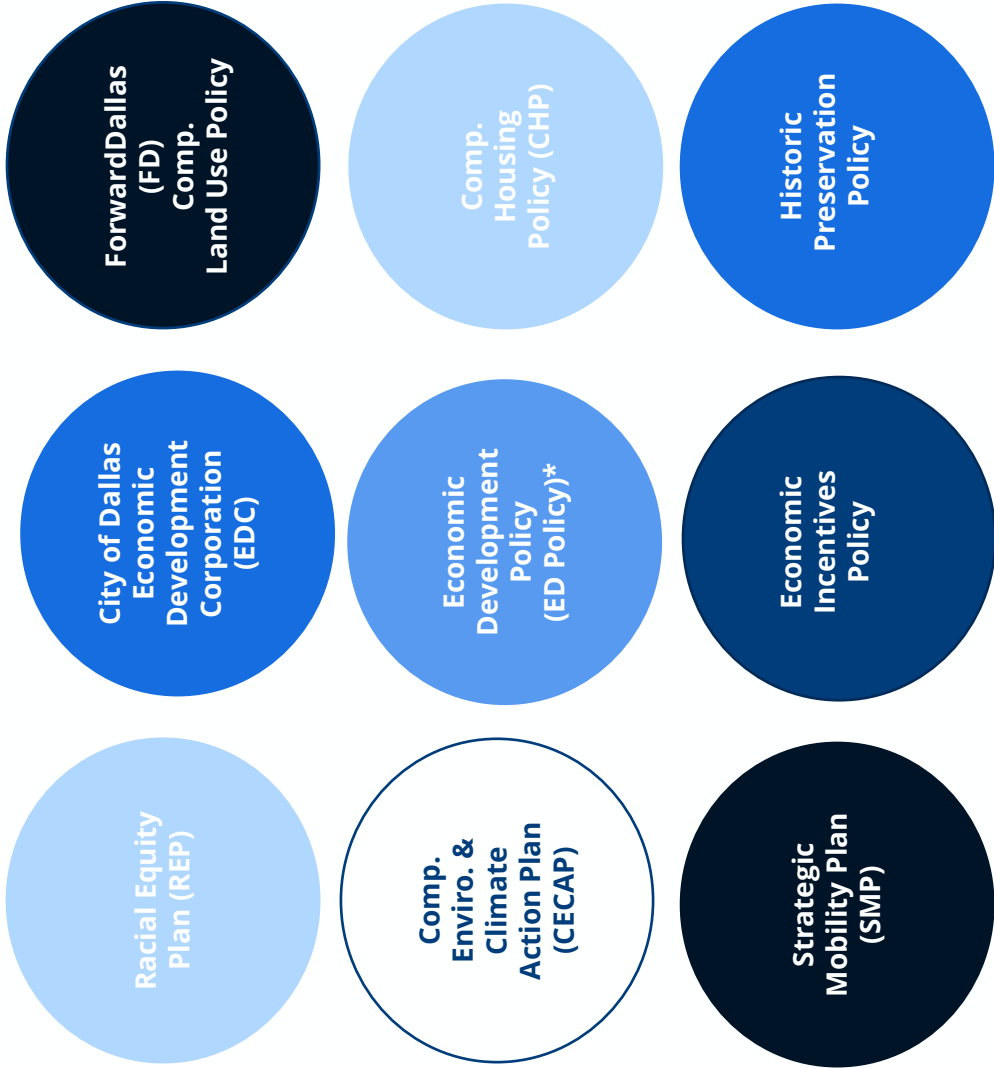 Racial Equity
Plan (REP)
City of Dallas
Economic
Development
Corporation
(EDC)
ForwardDallas
(FD)
Comp.
Land Use Policy
Comp.
Enviro. &
Climate
Action Plan
(CECAP)
Economic
Development
Policy
(ED Policy)*
Comp.
Housing
Policy (CHP)
Strategic
Mobility Plan
(SMP)
Economic
Incentives
Policy
Historic
Preservation
Policy